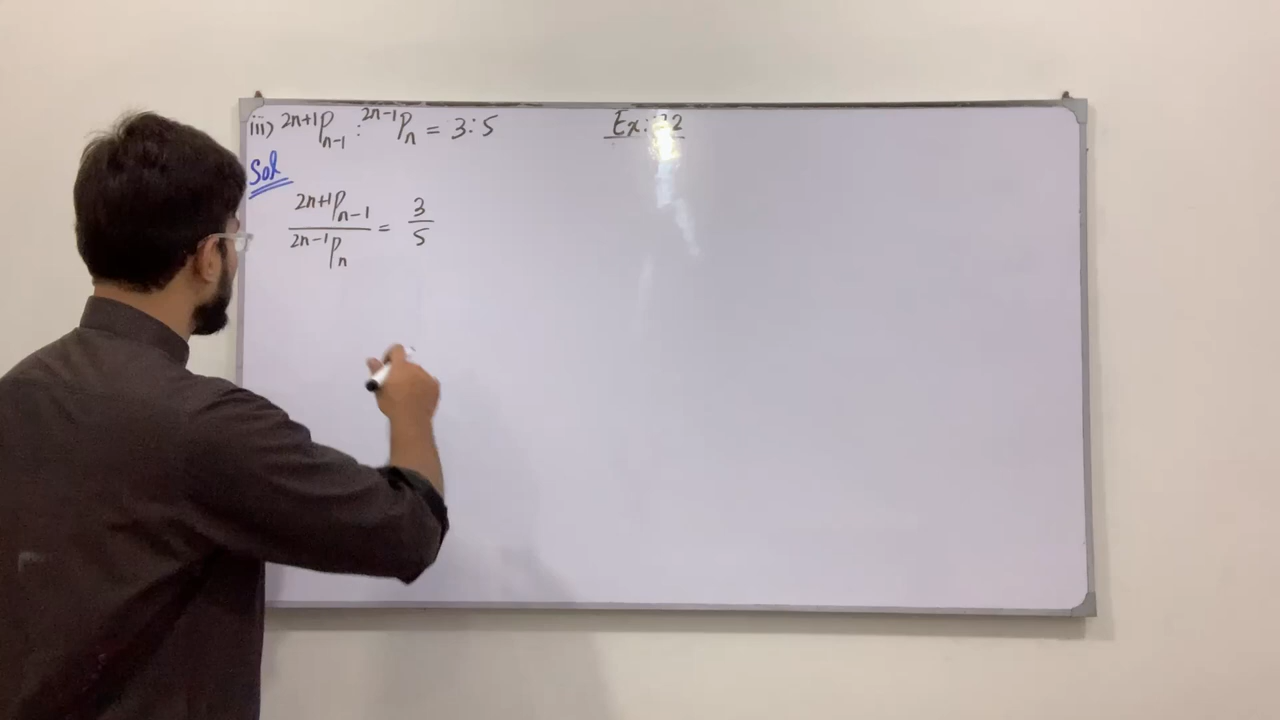 iii) ²ⁿ⁺¹Pₙ₋₁ : ²ⁿ⁻¹Pₙ = 3:5
Ex:
Sol
²ⁿ⁺¹Pₙ₋₁ / ²ⁿ⁻¹Pₙ = 3/5